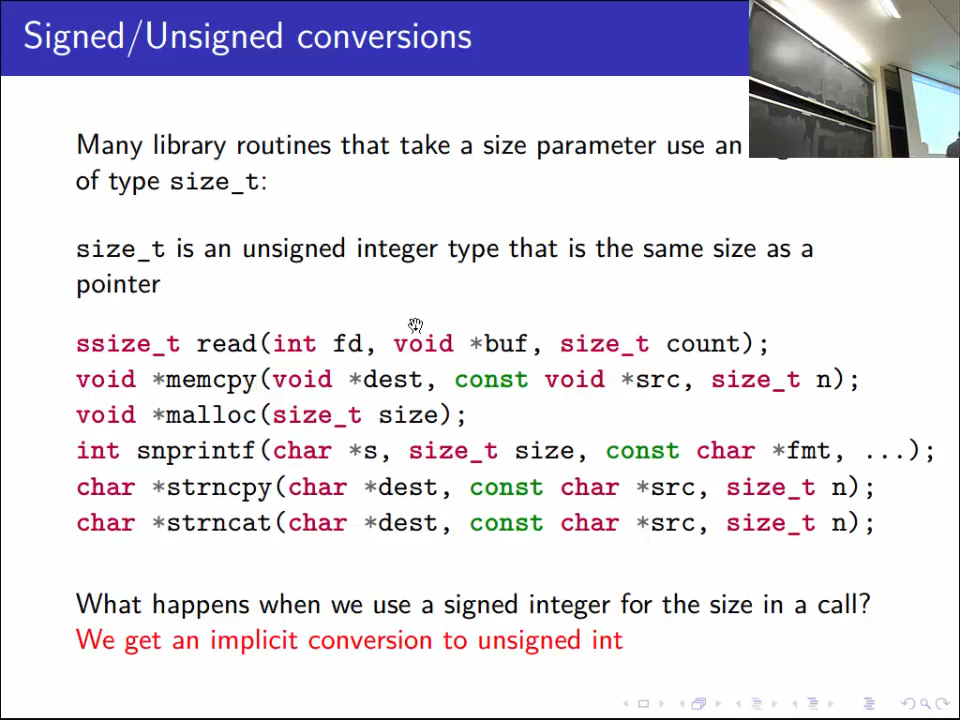 Signed/Unsigned conversions
Many library routines that take a size parameter use an
of type size_t:
size_t is an unsigned integer type that is the same size as a
pointer
ssize_t read(int fd, void *buf, size_t count);
void *memcpy(void *dest, const void *src, size_t n);
void *malloc(size_t size);
int snprintf(char *s, size_t size, const char *fmt, ...);
char *strncpy(char *dest, const char *src, size_t n);
char *strncat(char *dest, const char *src, size_t n);
What happens when we use a signed integer for the size in a call?
We get an implicit conversion to unsigned int